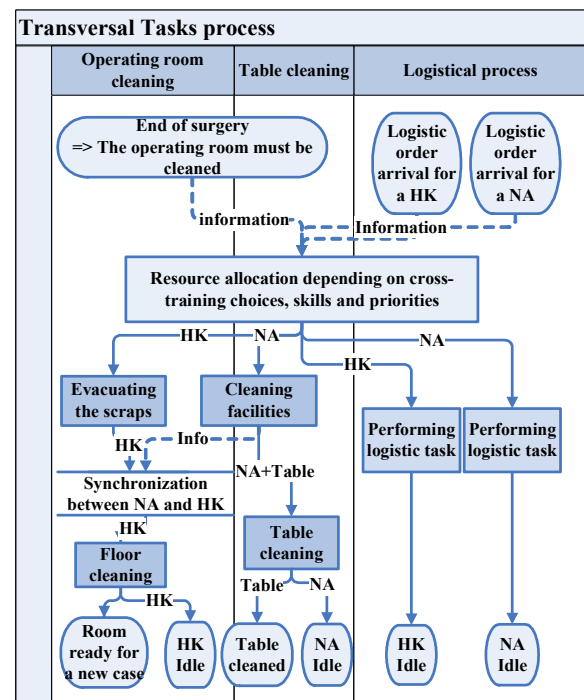 Transversal Tasks process
Operating room
cleaning
Table cleaning
Logistical process
End of surgery
=> The operating room must be
cleaned
Logistic
order
arrival for
a HK
Logistic
order
arrival for
a NA
information
Information
Resource allocation depending on cross-
training choices, skills and priorities
HK
NA
HK
NA
Evacuating
the scraps
Cleaning
facilities
Performing
logistic task
Performing
logistic task
HK
Info
NA+Table
Synchronization
between NA and HK
HK
Floor
cleaning
Table
cleaning
HK
Table
NA
Room
ready for
a new case
HK
Idle
Table
cleaned
NA
Idle
HK
Idle
NA
Idle